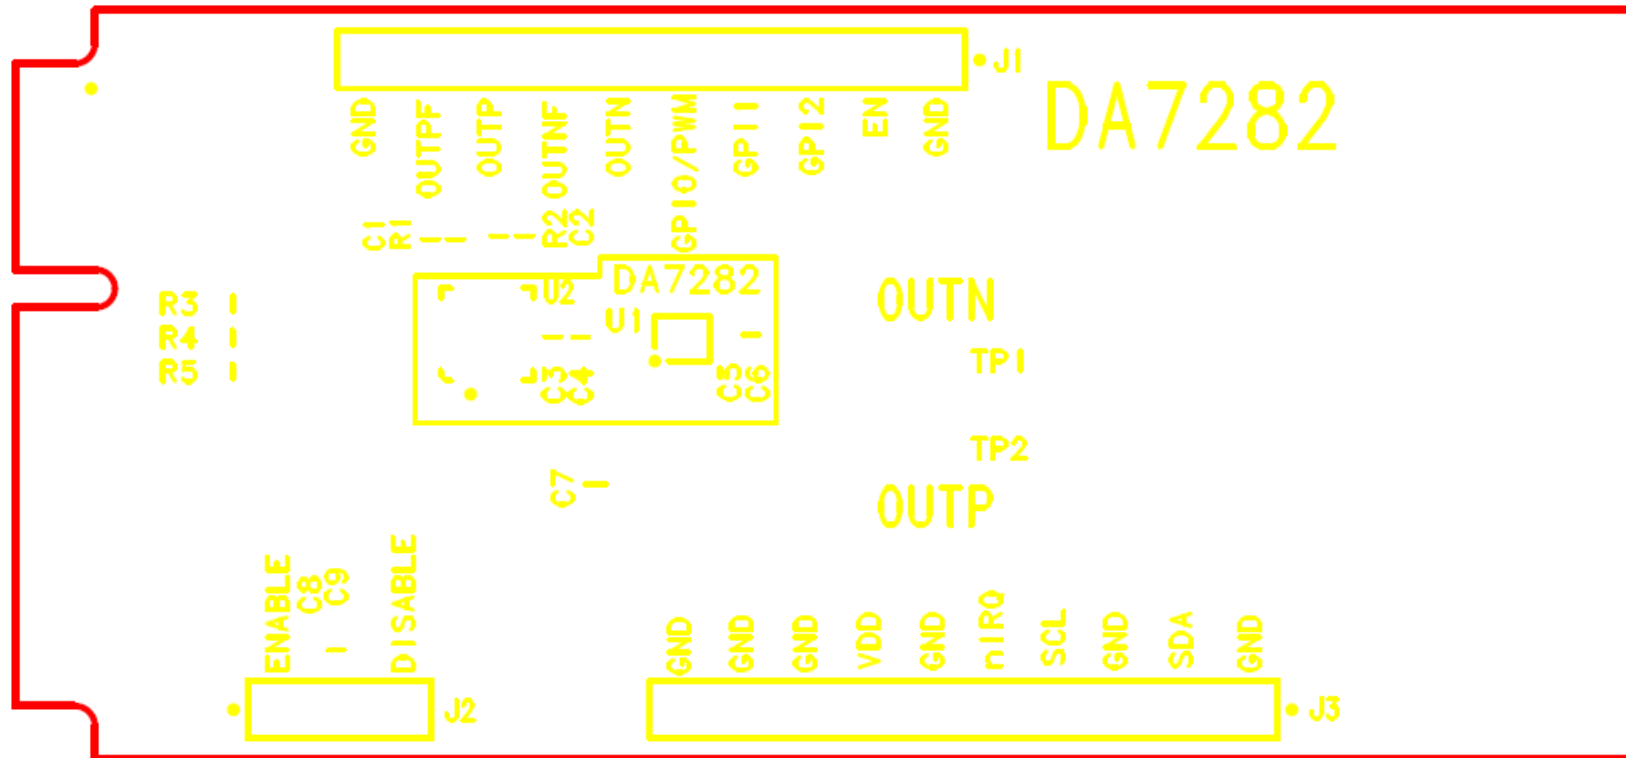 J1
GND
OUTPF
OUTP
OUTNF
OUTN
GPI0/PWM
GPI1
GPI2
EN
GND
DA7282
C1
R1
R2
C2
DA7282
U2
U1
R3
R4
R5
C3
C4
C5
C6
OUTN
TP1
TP2
OUTP
C7
ENABLE
C8
C9
DISABLE
J2
GND
GND
GND
VDD
GND
nIRQ
SCL
GND
SDA
GND
J3